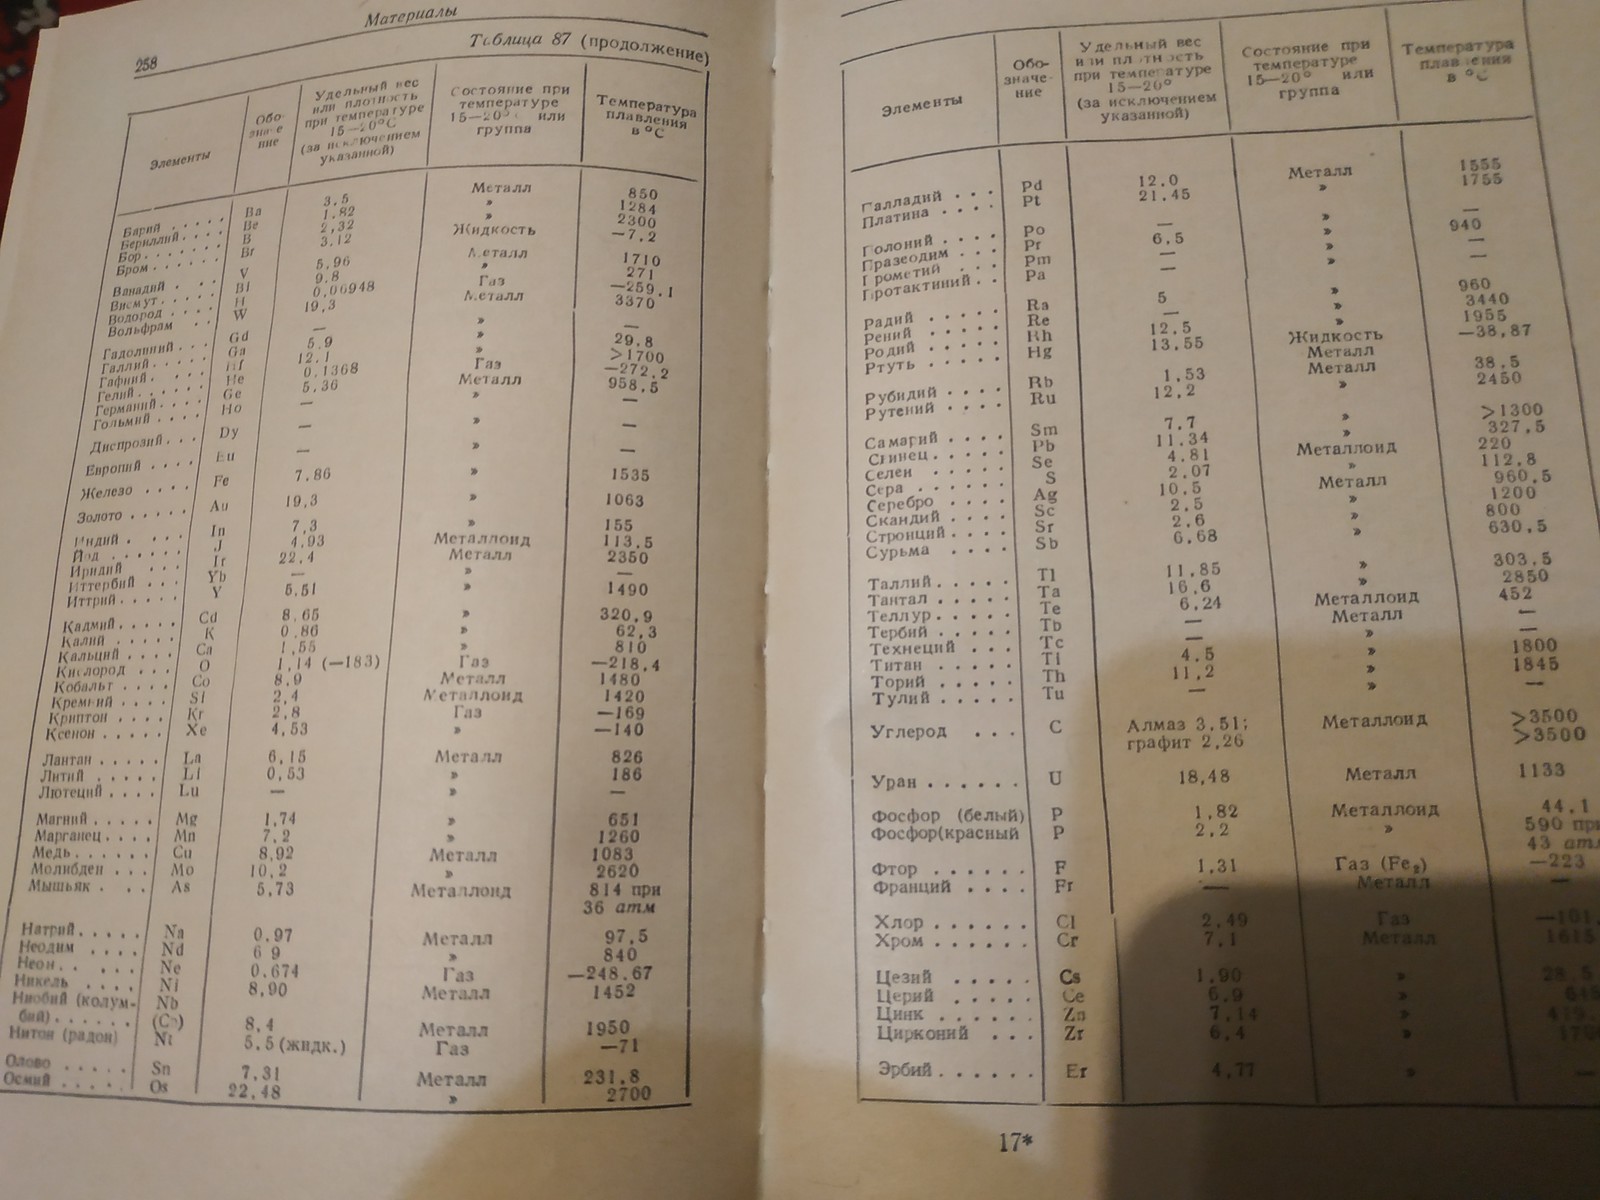 258
Материалы
Таблица 87 (продолжение)
Элементы
Обо-
значе
ние
Удельный вес
или плотность
при температуре
15—20°С
(за исключением
указанной)
Состояние при
температуре
15—20° или
группа
Температура
плавления
в °С
Барий ..... Ba 3,5 Металл 850
Бериллий.... Be 1.82 » 1284
Бор ...... B 2,32 » 2300
Бром ...... Br 3,12 Жидкость —7,2
Ванадий . . . V 5,96 Металл 1710
Висмут..... Bi 9,8 » 271
Водород .... H 0,06948 Газ —259,1
Вольфрам . . W 19,3 Металл 3370
Гадолиний . . . Gd — » —
Галлий..... Ga 5,9 » 29,8
Гафний. . . . Hf 12,1 » >1700
Гелий..... He 0,1368 Газ —272,2
Германий.... Ge 5,36 Металл 958,5
Гольмий .... Ho — » —
Диспрозий. . . Dy — » —
Европий .... Eu — » —
Железо .... Fe 7,86 » 1535
Золото ..... Au 19,3 » 1063
Индий . . . . In 7,3 » 155
Йод ...... J 4,93 Металлоид 113,5
Иридий . . . Ir 22,4 Металл 2350
Иттербий . . . Yb — » —
Иттрий..... Y 5,51 » 1490
Кадмий..... Cd 8,65 » 320,9
Калий ..... K 0,86 » 62,3
Кальций .... Ca 1,55 » 810
Кислород ... O 1,14 (—183) Газ —218,4
Кобальт .... Co 8,9 Металл 1480
Кремний .... Si 2,4 Металлоид 1420
Криптон .... Kr 2,8 Газ —169
Ксенон ..... Xe 4,53 » —140
Лантан ..... La 6,15 Металл 826
Литий ..... Li 0,53 » 186
Лютеций .... Lu — » —
Магний ..... Mg 1,74 » 651
Марганец.... Mn 7,2 » 1260
Медь...... Cu 8,92 Металл 1083
Молибден ... Mo 10,2 » 2620
Мышьяк . . . As 5,73 Металлоид 814 при
36 атм
Натрий..... Na 0,97 Металл 97,5
Неодим .... Nd 6 9 » 840
Неон. . ... Ne 0,674 Газ —248.67
Никель .... Ni 8,90 Металл 1452
Ниобий (колум- Nb
бий)...... (Cb) 8,4 Металл 1950
Нитон (радон) Nt 5,5 (жидк.) Газ —71
Олово ..... Sn 7,31 Металл 231,8
Осмий ..... Os 22,48 » 2700
Элементы
Обо-
значе-
ние
Удельный вес
или плотность
при температуре
15—20°
(за исключением
указанной)
Состояние при
температуре
15—20° или
группа
Температура
плавления
в °С
Палладий . . . Pd 12,0 Металл 1555
Платина .... Pt 21,45 » 1755
Полоний .... Po — » —
Празеодим ... Pr 6,5 » 940
Прометий ... Pm — » —
Протактиний . . Pa — »
Радий ..... Ra 5 » 960
Рений ..... Re — » 3440
Родий ..... Rh 12,5 » 1955
Ртуть ..... Hg 13,55 Жидкость —38,87
Металл
Рубидий .... Rb 1,53 Металл 38,5
Рутений .... Ru 12,2 » 2450
Самарий .... Sm 7,7 » >1300
Свинец..... Pb 11,34 » 327,5
Селен ..... Se 4,81 Металлоид 220
Сера ...... S 2,07 » 112,8
Серебро .... Ag 10,5 Металл 960,5
Скандий .... Sc 2,5 » 1200
Стронций.... Sr 2,6 » 800
Сурьма .... Sb 6,68 » 630,5
Таллий..... Tl 11,85 » 303,5
Тантал ..... Ta 16,6 » 2850
Теллур..... Te 6,24 Металлоид 452
Тербий ..... Tb — Металл —
Технеций ... Tc — » —
Титан ..... Ti 4,5 » 1800
Торий ..... Th 11,2 » 1845
Тулий ..... Tu — » —
Углерод ... C Алмаз 3,51; Металлоид >3500
графит 2,26 >3500
Уран ...... U 18,48 Металл 1133
Фосфор (белый) P 1,82 Металлоид 44,1
Фосфор(красный P 2,2 » 590 при
43 атм
Фтор ...... F 1,31 Газ (Fe₂) —223
Франций .... Fr — Металл —
Хлор ...... Cl 2,49 Газ —101,
Хром ...... Cr 7,1 Металл 1615
Цезий ..... Cs 1,90 » 28,5
Церий ..... Ce 6,9 »
Цинк ...... Zn 7,14 » 419,
Цирконий ... Zr 6,4 »
Эрбий...... Er 4,77 » —
17*